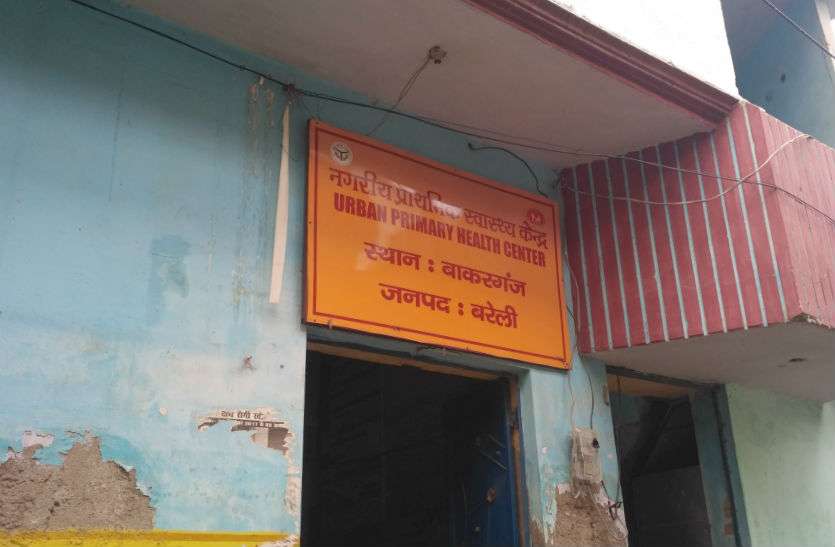 नगरीय प्राथमिक स्वास्थ्य केन्द्र
URBAN PRIMARY HEALTH CENTER
स्थान : बाकरगंज
जनपद : बरेली